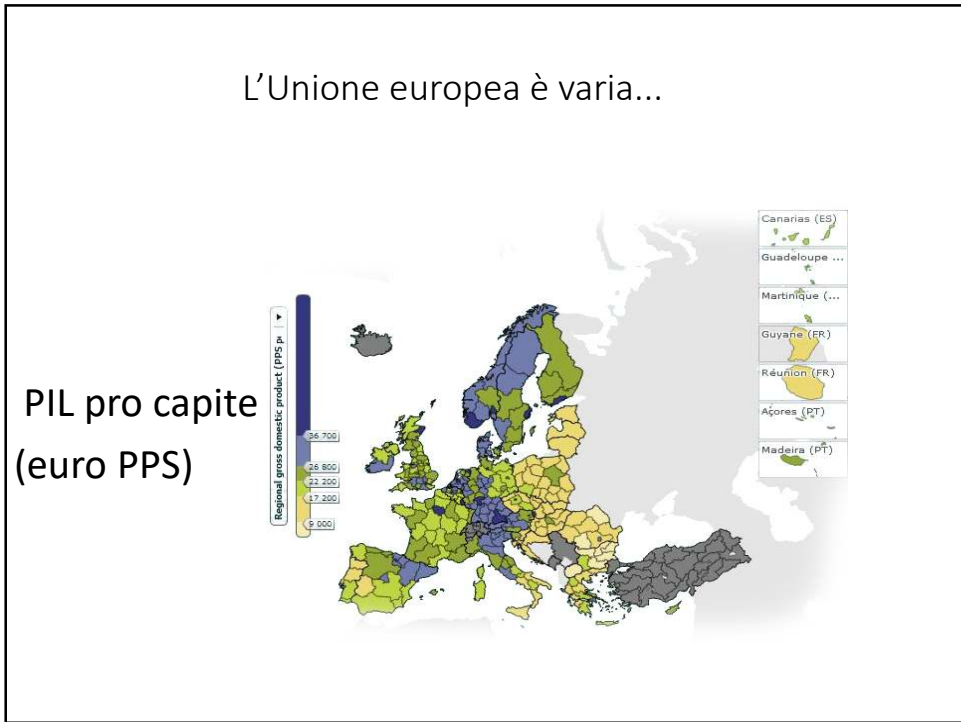 L'Unione europea è varia...
PIL pro capite
(euro PPS)
Regional gross domestic product (PPS p
36 700
26 800
22 200
17 200
9 000
Canarias (ES)
Guadeloupe ...
Martinique (...
Guyane (FR)
Réunion (FR)
Açores (PT)
Madeira (PT)